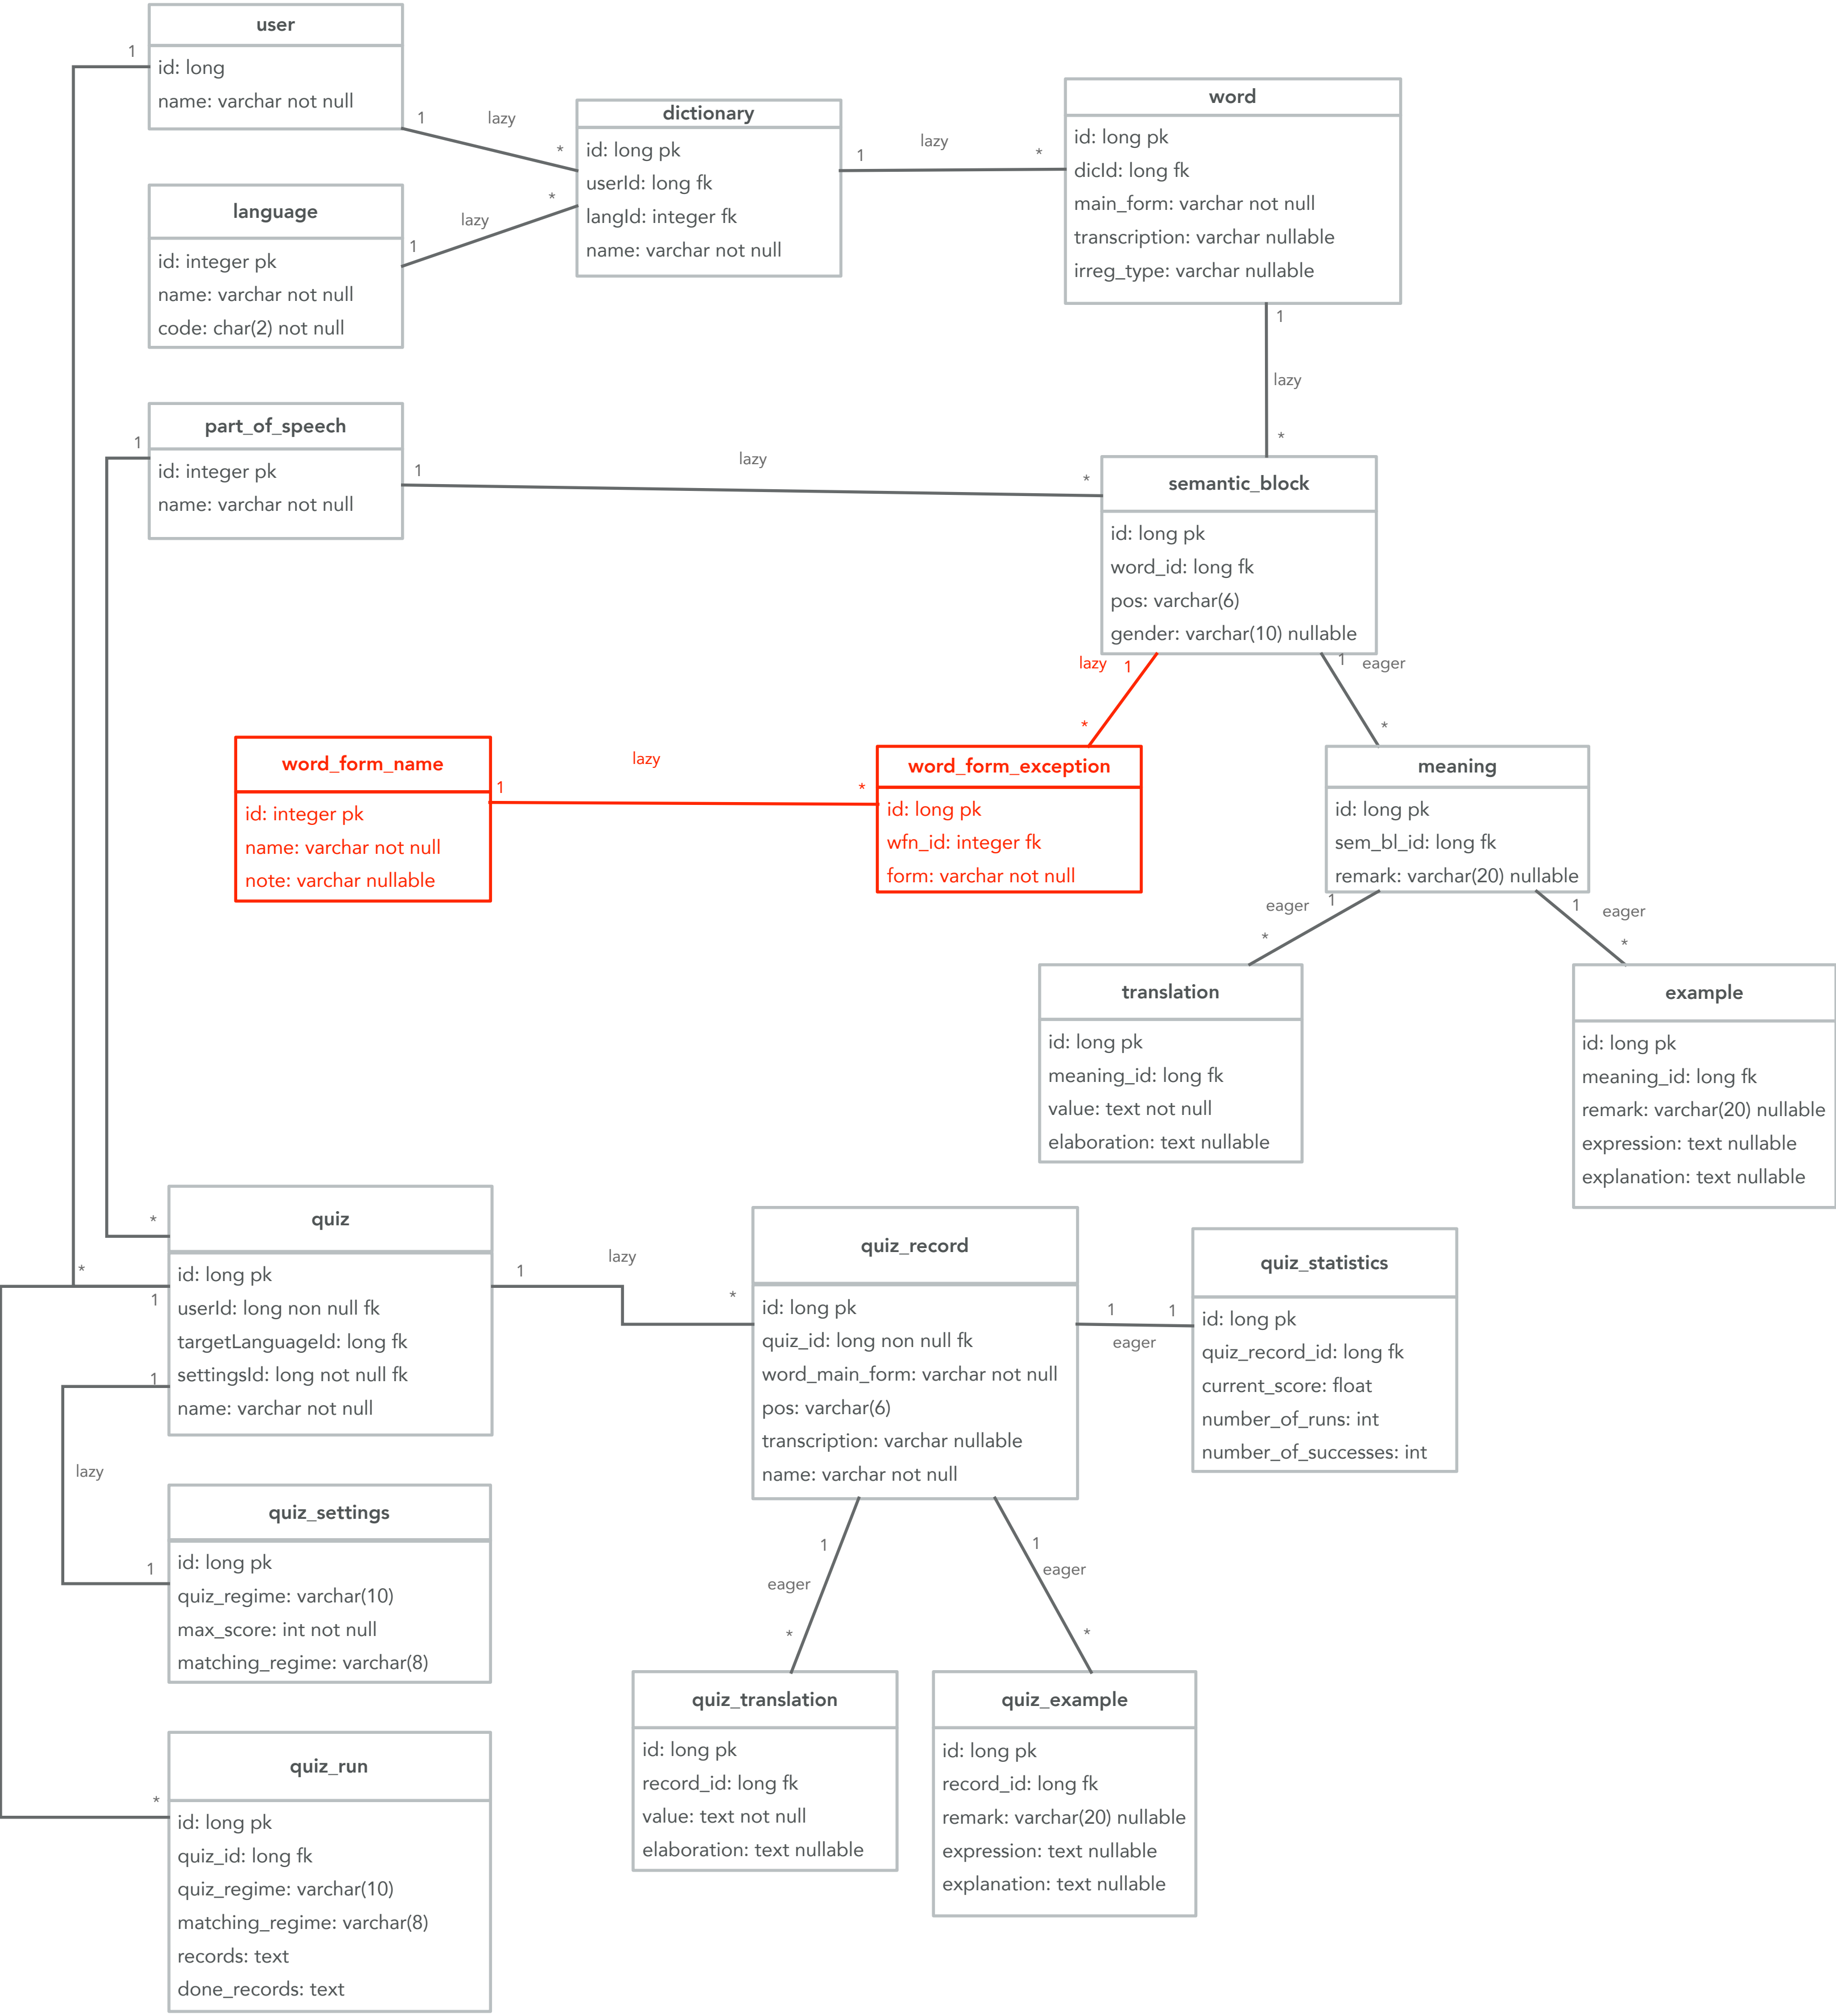 user
id: long
name: varchar not null
1
1
lazy
*
dictionary
id: long pk
userId: long fk
langId: integer fk
name: varchar not null
1
lazy
*
word
id: long pk
dicId: long fk
main_form: varchar not null
transcription: varchar nullable
irreg_type: varchar nullable
language
id: integer pk
name: varchar not null
code: char(2) not null
1
lazy
*
1
lazy
*
part_of_speech
id: integer pk
name: varchar not null
1
1
lazy
*
semantic_block
id: long pk
word_id: long fk
pos: varchar(6)
gender: varchar(10) nullable
lazy
1
*
1
eager
*
word_form_name
id: integer pk
name: varchar not null
note: varchar nullable
1
lazy
*
word_form_exception
id: long pk
wfn_id: integer fk
form: varchar not null
meaning
id: long pk
sem_bl_id: long fk
remark: varchar(20) nullable
eager
1
*
1
eager
*
translation
id: long pk
meaning_id: long fk
value: text not null
elaboration: text nullable
example
id: long pk
meaning_id: long fk
remark: varchar(20) nullable
expression: text nullable
explanation: text nullable
*
*
1
1
quiz
id: long pk
userId: long non null fk
targetLanguageId: long fk
settingsId: long not null fk
name: varchar not null
1
lazy
*
quiz_record
id: long pk
quiz_id: long non null fk
word_main_form: varchar not null
pos: varchar(6)
transcription: varchar nullable
name: varchar not null
1
1
eager
quiz_statistics
id: long pk
quiz_record_id: long fk
current_score: float
number_of_runs: int
number_of_successes: int
lazy
1
quiz_settings
id: long pk
quiz_regime: varchar(10)
max_score: int not null
matching_regime: varchar(8)
1
eager
*
1
eager
*
quiz_translation
id: long pk
record_id: long fk
value: text not null
elaboration: text nullable
quiz_example
id: long pk
record_id: long fk
remark: varchar(20) nullable
expression: text nullable
explanation: text nullable
*
quiz_run
id: long pk
quiz_id: long fk
quiz_regime: varchar(10)
matching_regime: varchar(8)
records: text
done_records: text